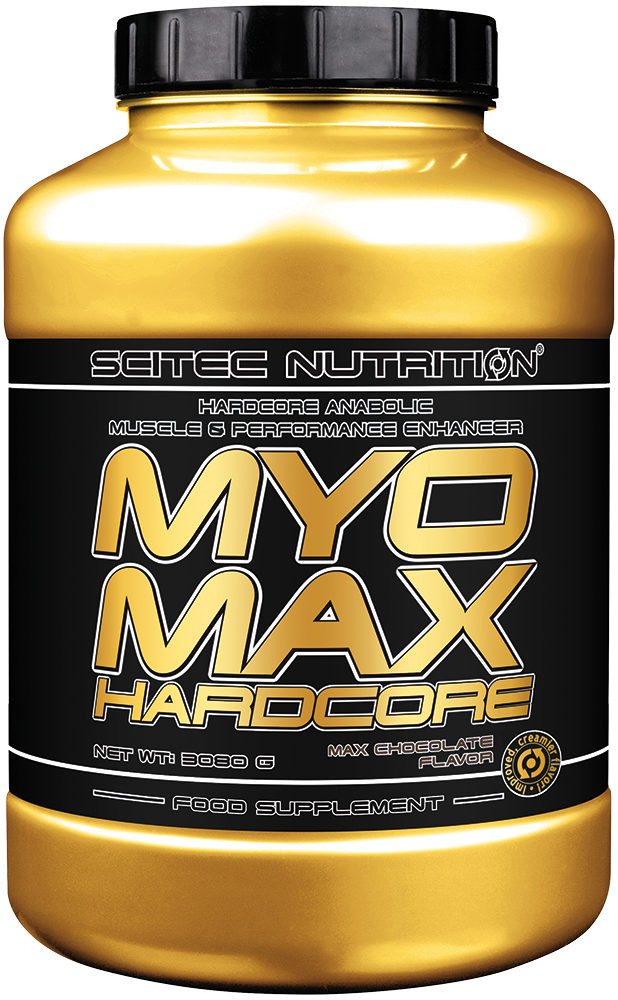 SCITEC NUTRITION®
HARDCORE ANABOLIC
MUSCLE & PERFORMANCE ENHANCER
MYO
MAX
HARDCORE
NET WT: 3080 G
MAX CHOCOLATE
FLAVOR
improved, creamier flavor! •
FOOD SUPPLEMENT